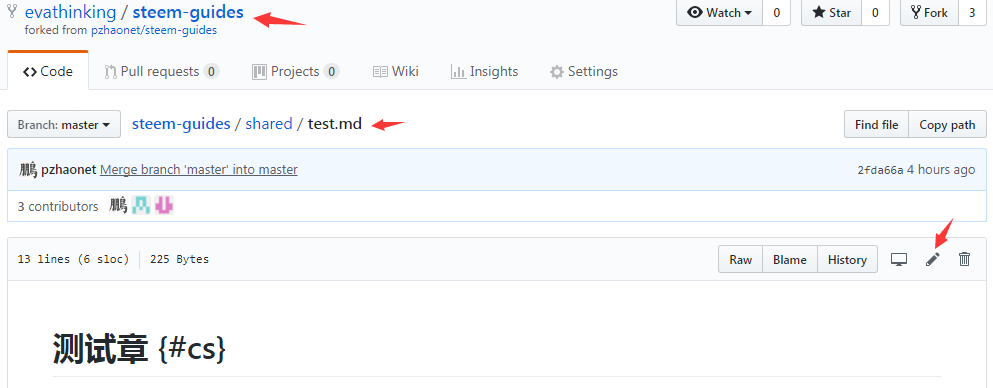 evathinking / steem-guides
Watch 0 Star 0 Fork 3
forked from pzhaonet/steem-guides
Code Pull requests 0 Projects 0 Wiki Insights Settings
Branch: master steem-guides / shared / test.md Find file Copy path
鹏 pzhaonet Merge branch 'master' into master 2fda66a 4 hours ago
3 contributors 鹏
13 lines (6 sloc) 225 Bytes Raw Blame History
测试章 {#cs}